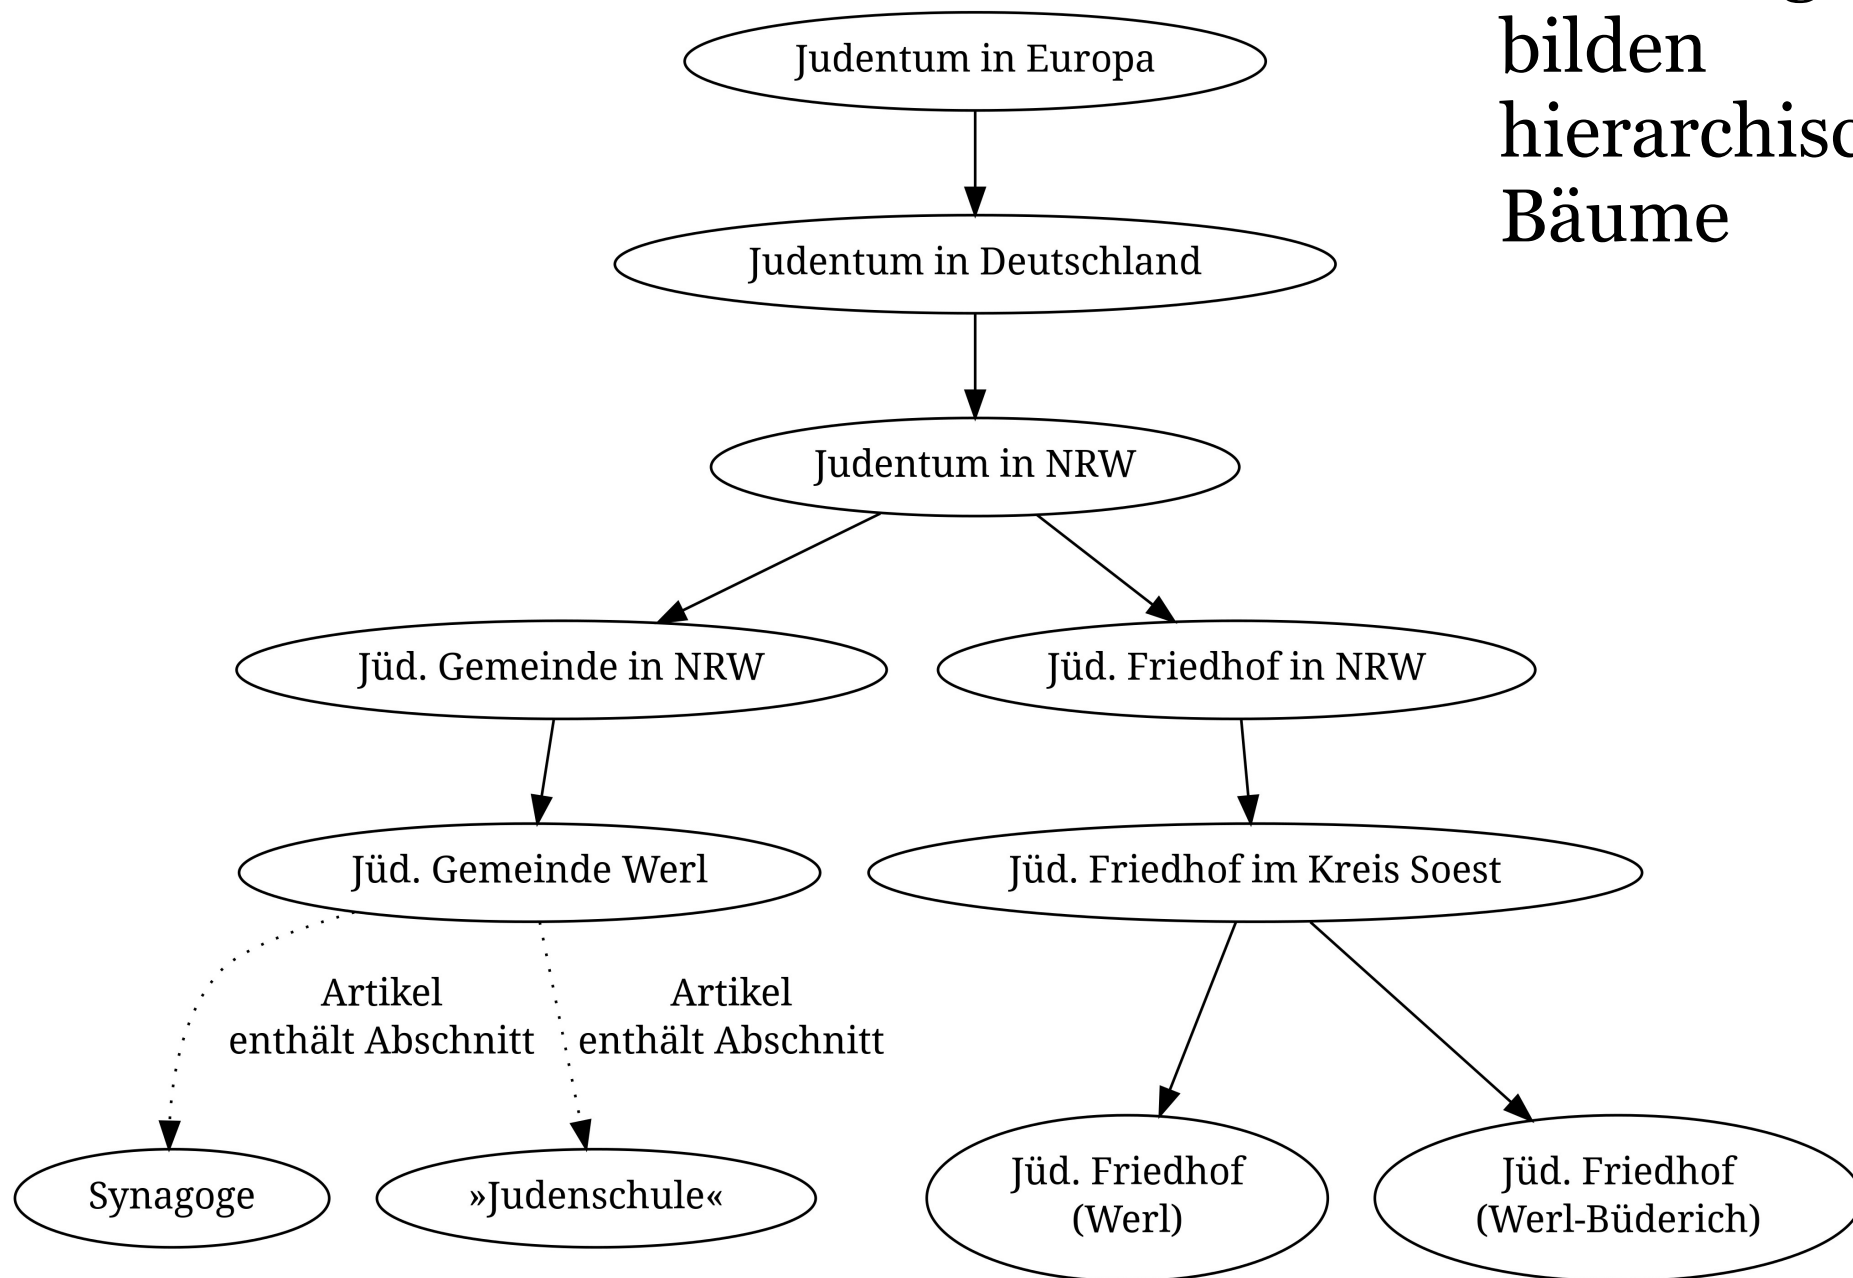 bilden
Bäume
Judentum in Europa
Judentum in Deutschland
Judentum in NRW
Jüd. Gemeinde in NRW
Jüd. Friedhof in NRW
Jüd. Gemeinde Werl
Jüd. Friedhof im Kreis Soest
Artikel
enthält Abschnitt
Artikel
enthält Abschnitt
Synagoge
»Judenschule«
Jüd. Friedhof
(Werl)
Jüd. Friedhof
(Werl-Büderich)